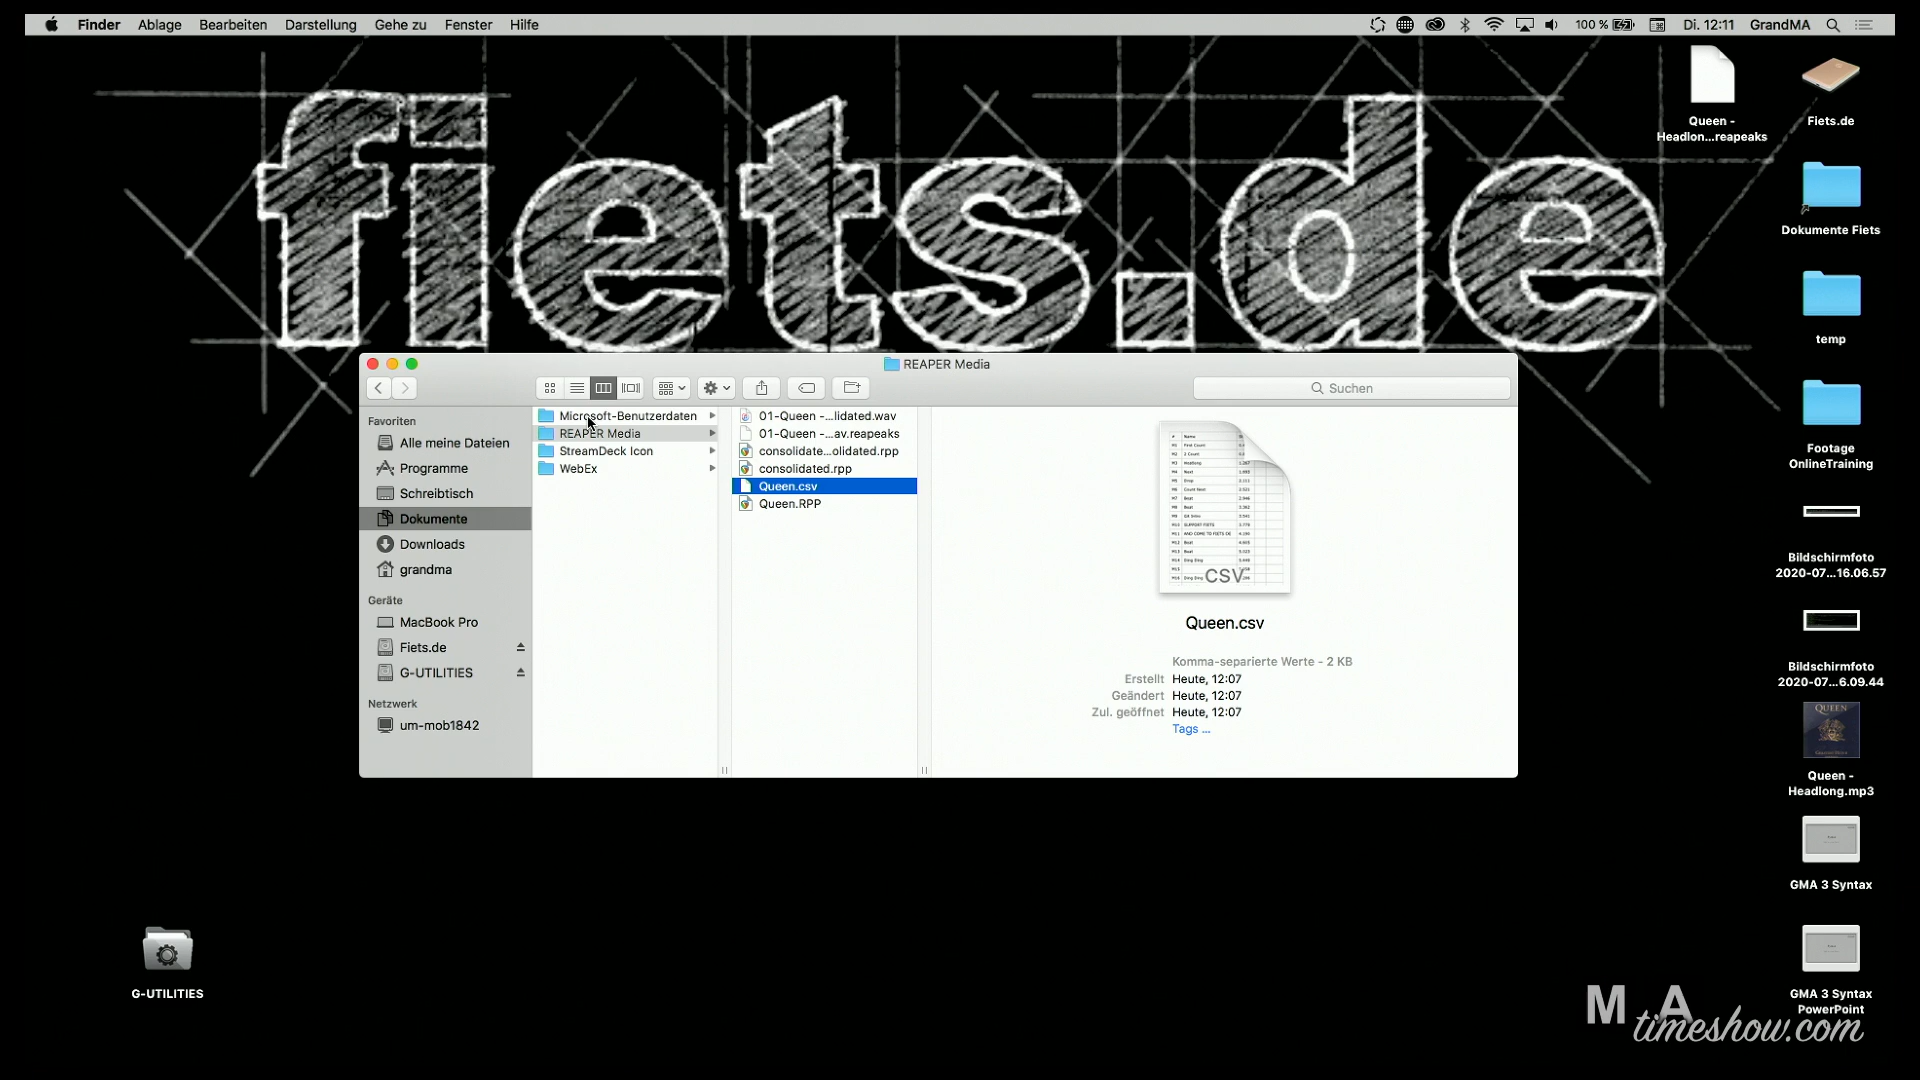 Finder Ablage Bearbeiten Darstellung Gehe zu Fenster Hilfe
100 % Di. 12:11 GrandMA
fiets.de
Queen -
Headlon...reapeaks
Fiets.de
Dokumente Fiets
temp
Footage
OnlineTraining
Bildschirmfoto
2020-07...16.06.57
Bildschirmfoto
2020-07...6.09.44
QUEEN
Queen -
Headlong.mp3
GMA 3 Syntax
GMA 3 Syntax
PowerPoint
REAPER Media
Suchen
Favoriten
Alle meine Dateien
Programme
Schreibtisch
Dokumente
Downloads
grandma
Geräte
MacBook Pro
Fiets.de
G-UTILITIES
Netzwerk
um-mob1842
Microsoft-Benutzerdaten
REAPER Media
StreamDeck Icon
WebEx
01-Queen -...lidated.wav
01-Queen -...av.reapeaks
consolidate...olidated.rpp
consolidated.rpp
Queen.csv
Queen.RPP
CSV
Queen.csv
Komma-separierte Werte - 2 KB
Erstellt Heute, 12:07
Geändert Heute, 12:07
Zul. geöffnet Heute, 12:07
Tags ...
G-UTILITIES
MA
timeshow.com